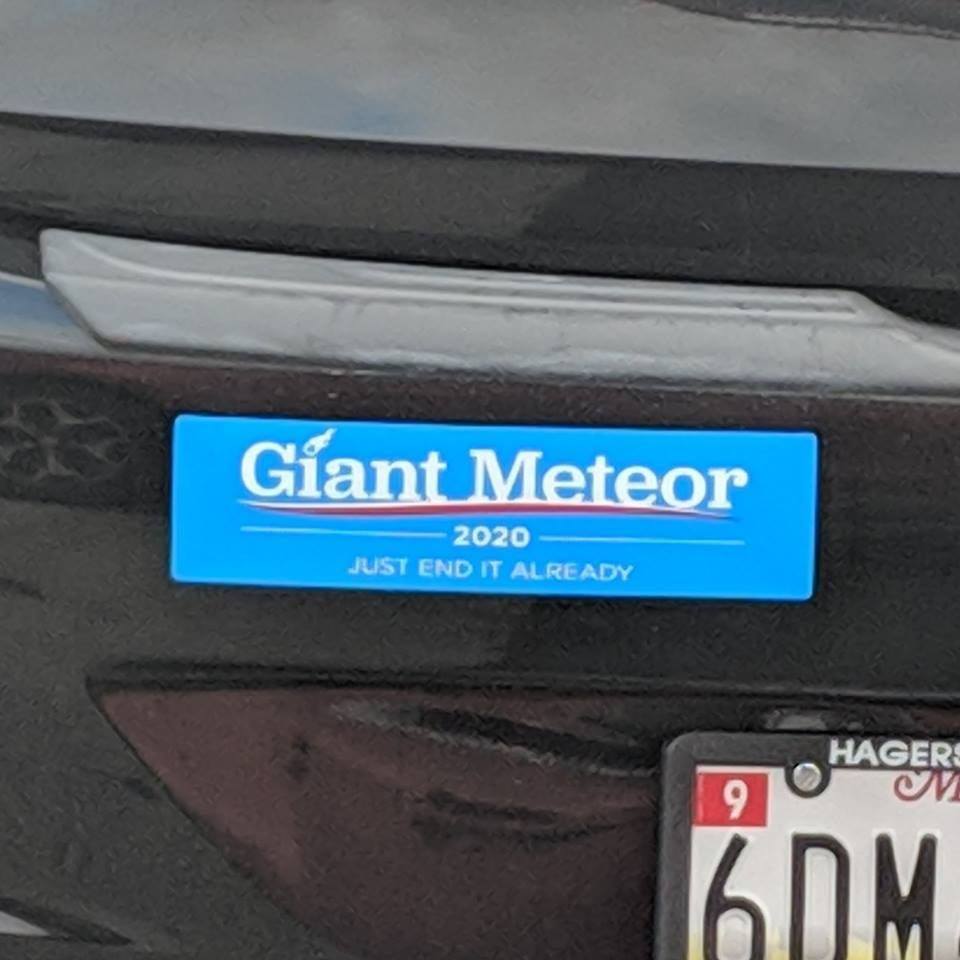 Giant Meteor
2020
JUST END IT ALREADY
HAGERS
9
6DM